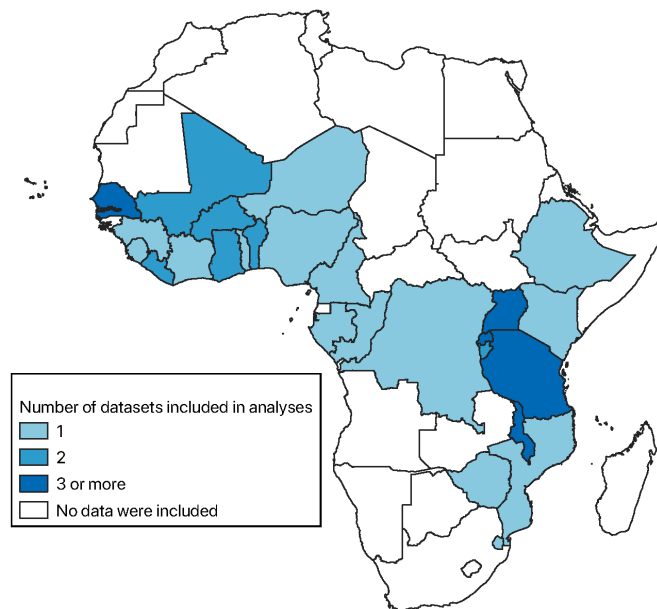 Number of datasets included in analyses
1
2
3 or more
No data were included